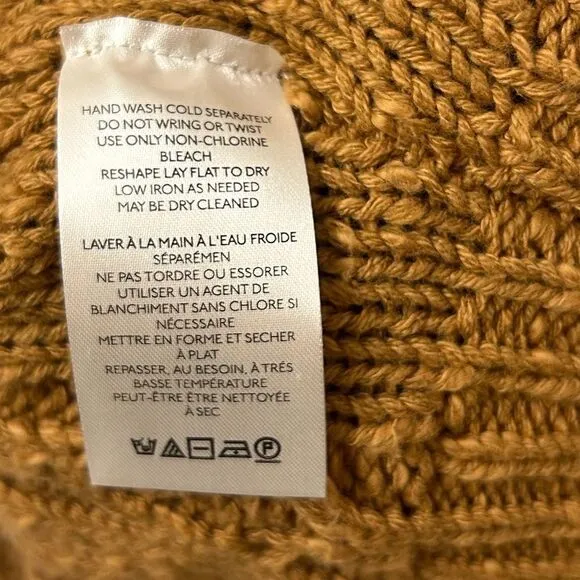 HAND WASH COLD SEPARATELY
DO NOT WRING OR TWIST
USE ONLY NON-CHLORINE
BLEACH
RESHAPE LAY FLAT TO DRY
LOW IRON AS NEEDED
MAY BE DRY CLEANED
LAVER À LA MAIN À L'EAU FROIDE
SÉPARÉMEN
NE PAS TORDRE OU ESSORER
UTILISER UN AGENT DE
BLANCHIMENT SANS CHLORE SI
NÉCESSAIRE
METTRE EN FORME ET SECHER
À PLAT
REPASSER, AU BESOIN, À TRÉS
BASSE TEMPÉRATURE
PEUT-ÊTRE ÊTRE NETTOYÉE
À SEC
P